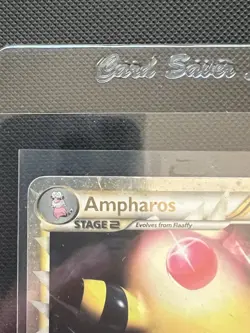 Card Saver
Ampharos
STAGE 2
Evolves from Flaaffy